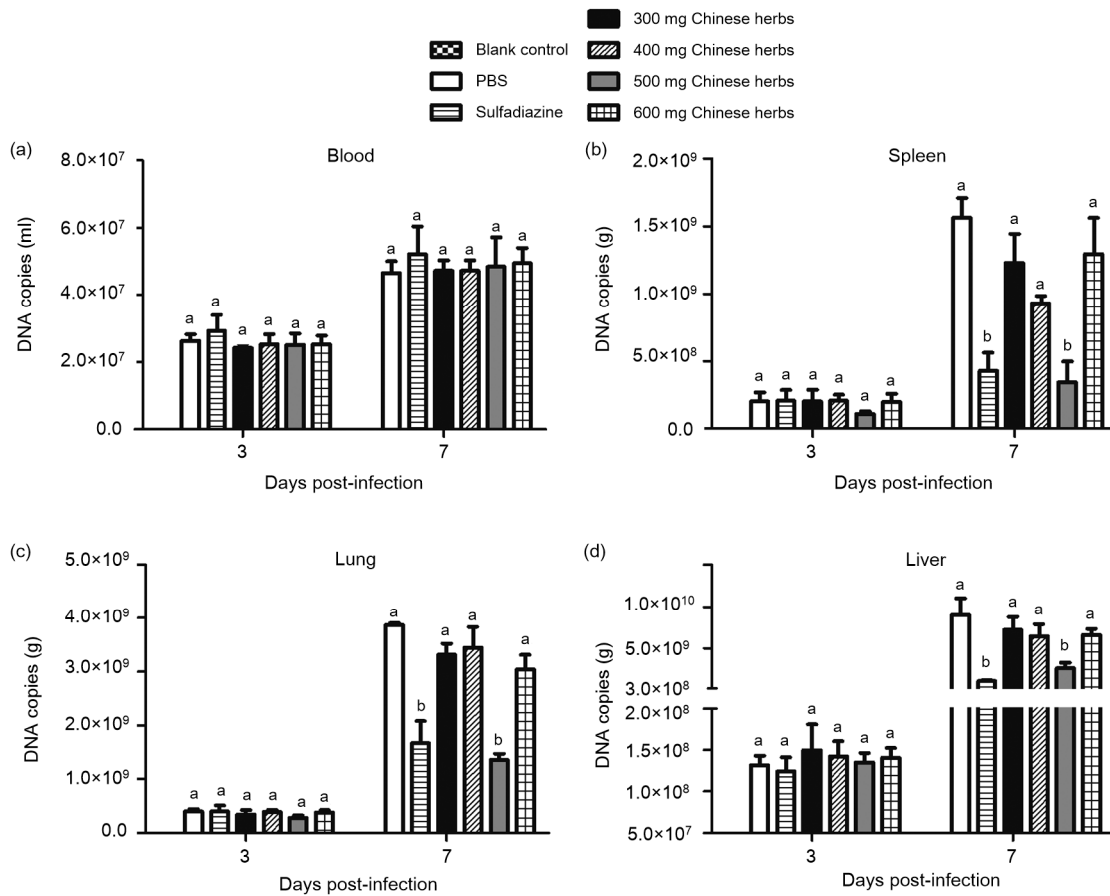 300 mg Chinese herbs
Blank control
400 mg Chinese herbs
PBS
500 mg Chinese herbs
Sulfadiazine
600 mg Chinese herbs
(a)
Blood
DNA copies (ml)
8.0×10⁷
6.0×10⁷
4.0×10⁷
2.0×10⁷
0.0
a a a a a a
a a a a a a
3
7
Days post-infection
(b)
Spleen
DNA copies (g)
2.0×10⁹
1.5×10⁹
1.0×10⁹
5.0×10⁸
0.0
a a a a a a
a b a a b a
3
7
Days post-infection
(c)
Lung
DNA copies (g)
5.0×10⁹
4.0×10⁹
3.0×10⁹
2.0×10⁹
1.0×10⁹
0.0
a a a a a a
a b a a b a
3
7
Days post-infection
(d)
Liver
DNA copies (g)
1.0×10¹⁰
5.0×10⁹
3.0×10⁸
2.0×10⁸
1.5×10⁸
1.0×10⁸
5.0×10⁷
a a a a a a
a b a a b a
3
7
Days post-infection